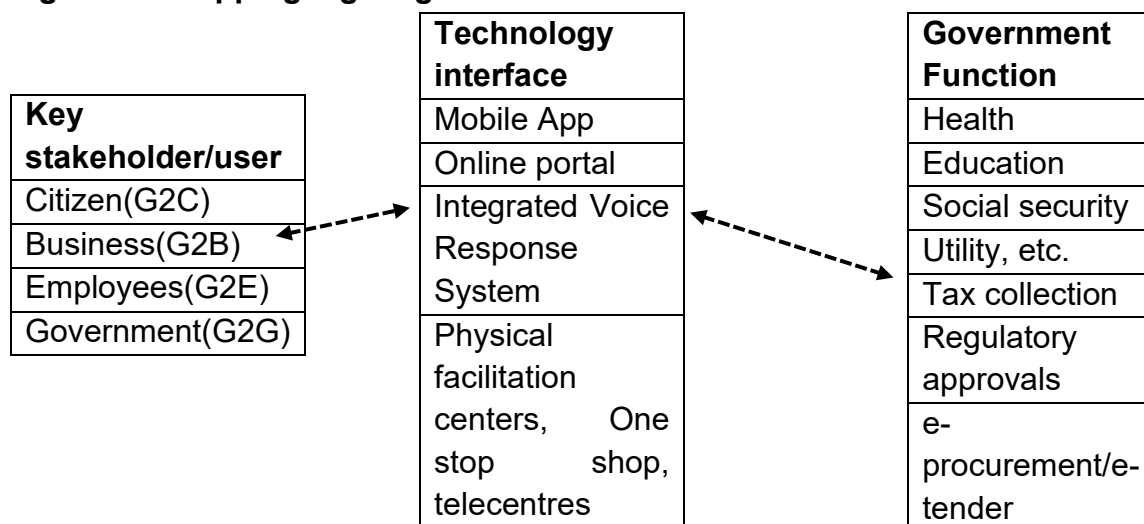 Key
stakeholder/user
Citizen(G2C)
Business(G2B)
Employees(G2E)
Government(G2G)
Technology
interface
Mobile App
Online portal
Integrated Voice
Response
System
Physical
facilitation
centers, One
stop shop,
telecentres
Government
Function
Health
Education
Social security
Utility, etc.
Tax collection
Regulatory
approvals
e-
procurement/e-
tender